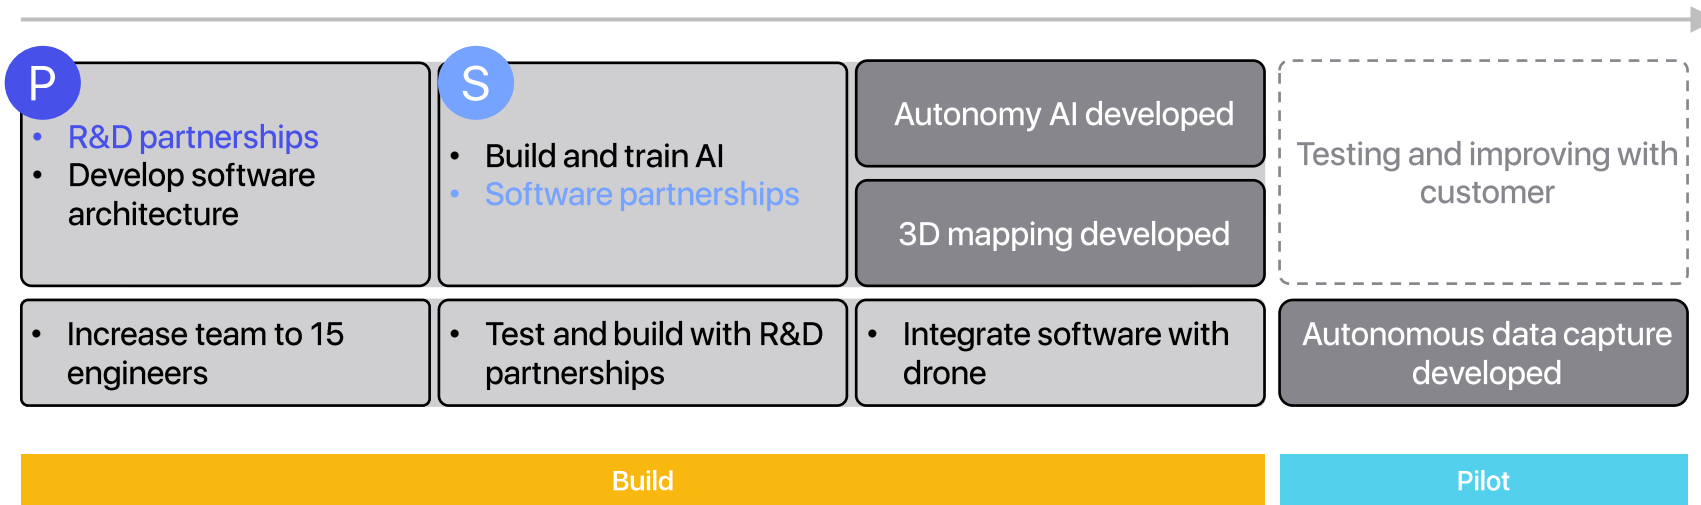 P
• R&D partnerships
• Develop software
architecture
S
• Build and train AI
• Software partnerships
Autonomy AI developed
3D mapping developed
Testing and improving with
customer
• Increase team to 15
engineers
• Test and build with R&D
partnerships
• Integrate software with
drone
Autonomous data capture
developed
Build
Pilot